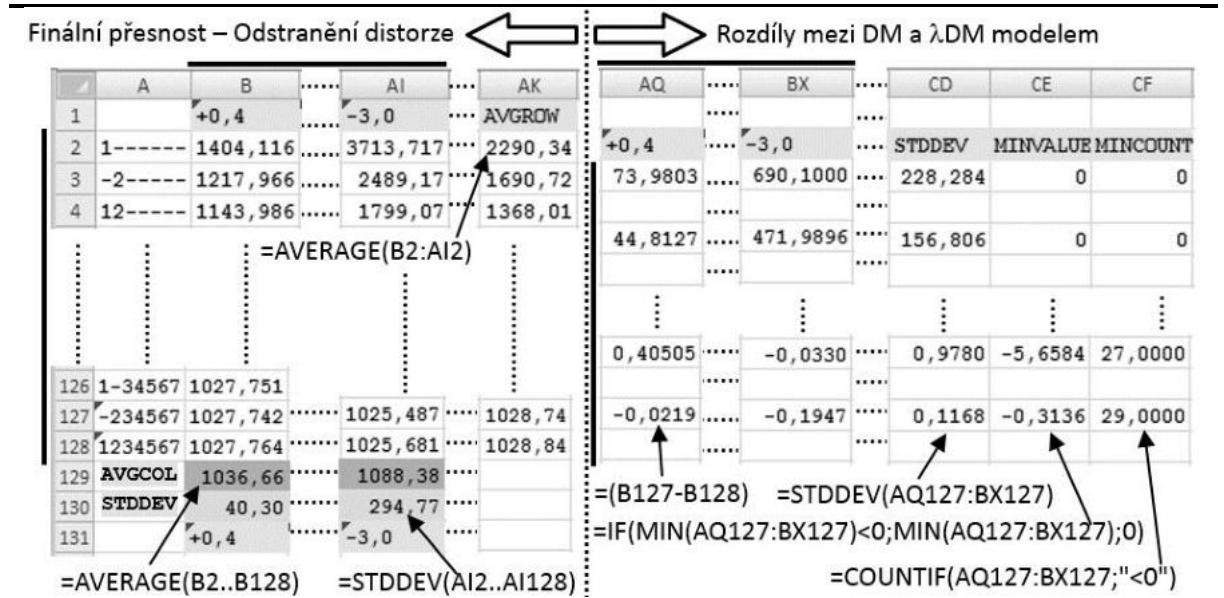 Finální přesnost – Odstranění distorze
Rozdíly mezi DM a λDM modelem
A B AI AK
1 +0,4 -3,0 AVGROW
2 1------ 1404,116 3713,717 2290,34
3 -2----- 1217,966 2489,17 1690,72
4 12----- 1143,986 1799,07 1368,01
=AVERAGE(B2:AI2)
126 1-34567 1027,751
127 -234567 1027,742 1025,487 1028,74
128 1234567 1027,764 1025,681 1028,84
129 AVGCOL 1036,66 1088,38
130 STDDEV 40,30 294,77
131 +0,4 -3,0
=AVERAGE(B2..B128) =STDDEV(AI2..AI128)
AQ BX CD CE CF
+0,4 -3,0 STDDEV MINVALUE MINCOUNT
73,9803 690,1000 228,284 0 0
44,8127 471,9896 156,806 0 0
0,40505 -0,0330 0,9780 -5,6584 27,0000
-0,0219 -0,1947 0,1168 -0,3136 29,0000
=(B127-B128) =STDDEV(AQ127:BX127)
=IF(MIN(AQ127:BX127)<0;MIN(AQ127:BX127);0)
=COUNTIF(AQ127:BX127;"<0")